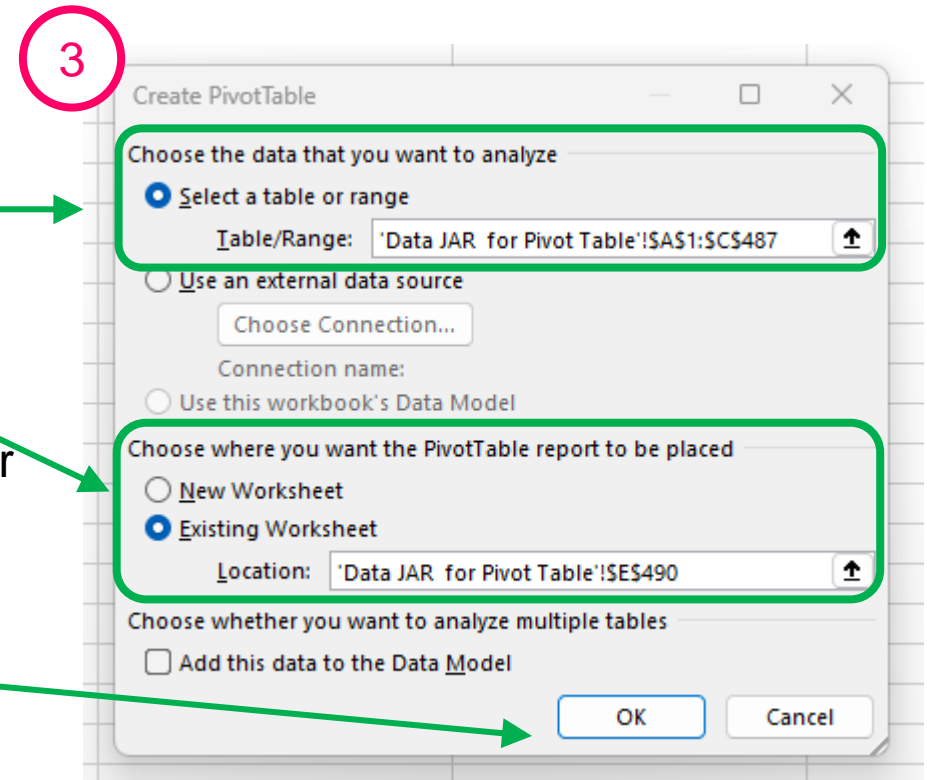 3
Create PivotTable
Choose the data that you want to analyze
Select a table or range
Table/Range: 'Data JAR  for Pivot Table'!$A$1:$C$487
Use an external data source
Choose Connection...
Connection name:
Use this workbook's Data Model
Choose where you want the PivotTable report to be placed
r
New Worksheet
Existing Worksheet
Location: 'Data JAR  for Pivot Table'!$E$490
Choose whether you want to analyze multiple tables
Add this data to the Data Model
OK Cancel